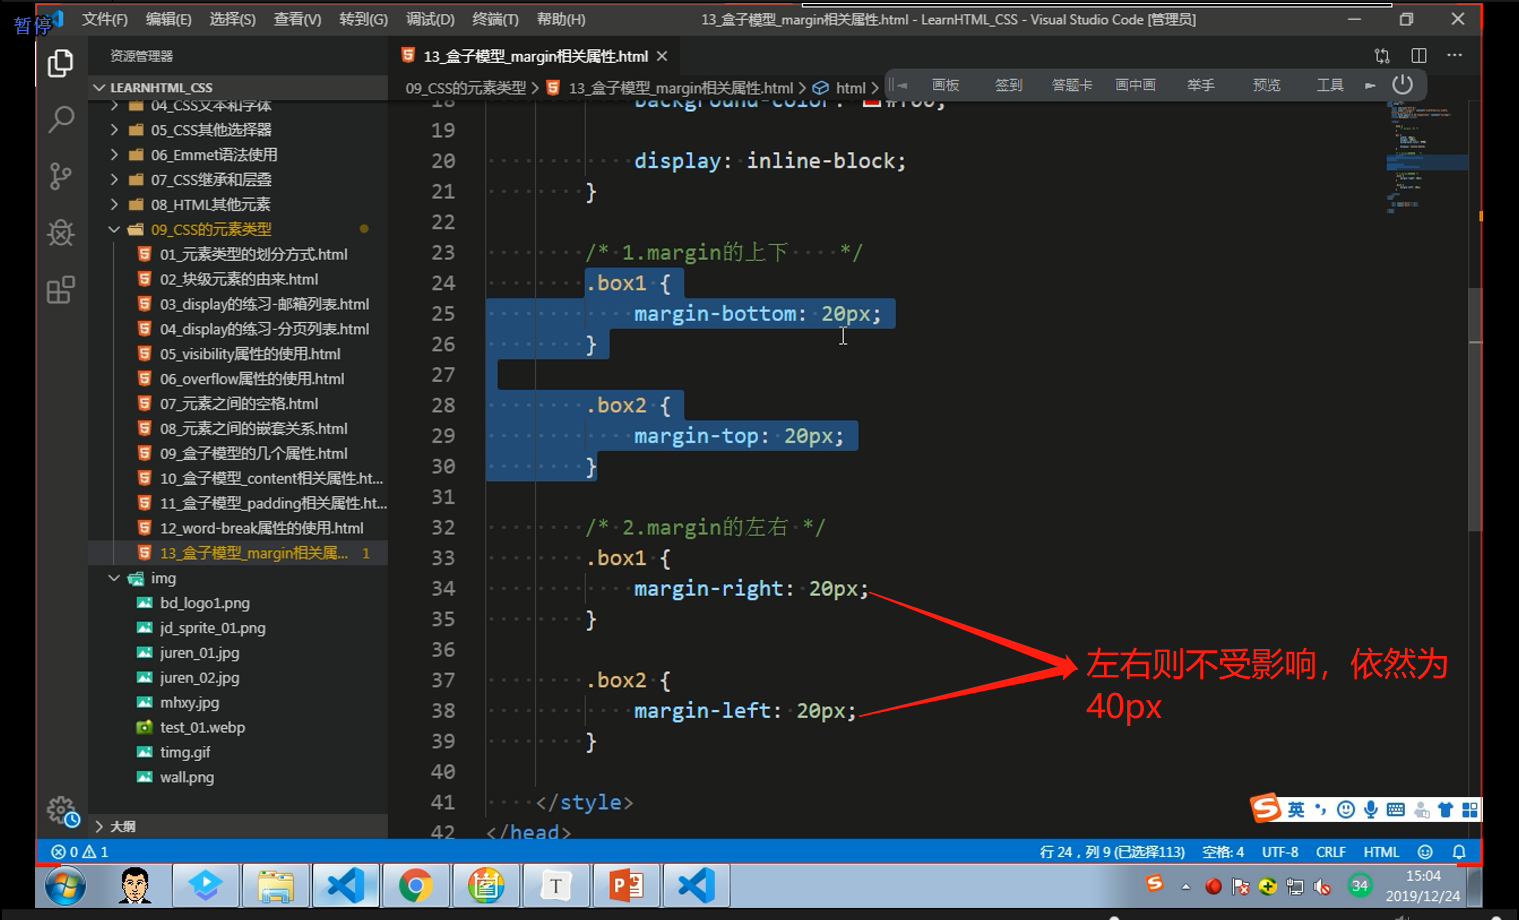 暂停
文件(F) 编辑(E) 选择(S) 查看(V) 转到(G) 调试(D) 终端(T) 帮助(H)
13_盒子模型_margin相关属性.html - LearnHTML_CSS - Visual Studio Code [管理员]
资源管理器
13_盒子模型_margin相关属性.html
LEARNHTML_CSS
09_CSS的元素类型 > 13_盒子模型_margin相关属性.html > html >
画板 签到 答题卡 画中画 举手 预览 工具
04_CSS文本和字体
05_CSS其他选择器
06_Emmet语法使用
07_CSS继承和层叠
08_HTML其他元素
09_CSS的元素类型
01_元素类型的划分方式.html
02_块级元素的由来.html
03_display的练习-邮箱列表.html
04_display的练习-分页列表.html
05_visibility属性的使用.html
06_overflow属性的使用.html
07_元素之间的空格.html
08_元素之间的嵌套关系.html
09_盒子模型的几个属性.html
10_盒子模型_content相关属性.ht...
11_盒子模型_padding相关属性.ht...
12_word-break属性的使用.html
13_盒子模型_margin相关属... 1
img
bd_logo1.png
jd_sprite_01.png
juren_01.jpg
juren_02.jpg
mhxy.jpg
test_01.webp
timg.gif
wall.png
大纲
18 background-color: #f00;
19
20 display: inline-block;
21 }
22
23 /* 1.margin的上下 */
24 .box1 {
25 margin-bottom: 20px;
26 }
27
28 .box2 {
29 margin-top: 20px;
30 }
31
32 /* 2.margin的左右 */
33 .box1 {
34 margin-right: 20px;
35 }
36
37 .box2 {
38 margin-left: 20px;
39 }
40
41 </style>
42 </head>
左右则不受影响，依然为
40px
英
0 1
行 24，列 9 (已选择113) 空格: 4 UTF-8 CRLF HTML
34
15:04
2019/12/24